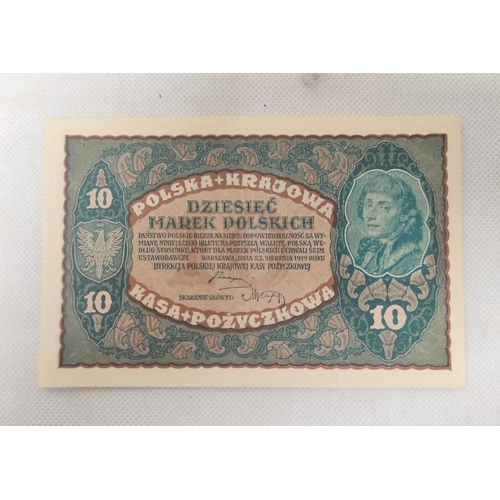 POLSKA KRAJOWA
10
DZIESIĘĆ
MAREK POLSKICH
PAŃSTWO POLSKIE BIERZE NA SIEBIE ODPOWIEDZIALNOŚĆ ZA WY-
MIANĘ NINIEJSZEGO BILETU NA PRZYSZŁĄ WALUTĘ POLSKĄ WE-
DŁUG STOSUNKU, KTÓRY DLA MAREK POLSKICH UCHWALI SEJM
USTAWODAWCZY. WARSZAWA, DNIA 23. SIERPNIA 1919 ROKU
DYREKCJA POLSKIEJ KRAJOWEJ KASY POŻYCZKOWEJ
SKARBNIK GŁÓWNY:
10
10
KASA POŻYCZKOWA